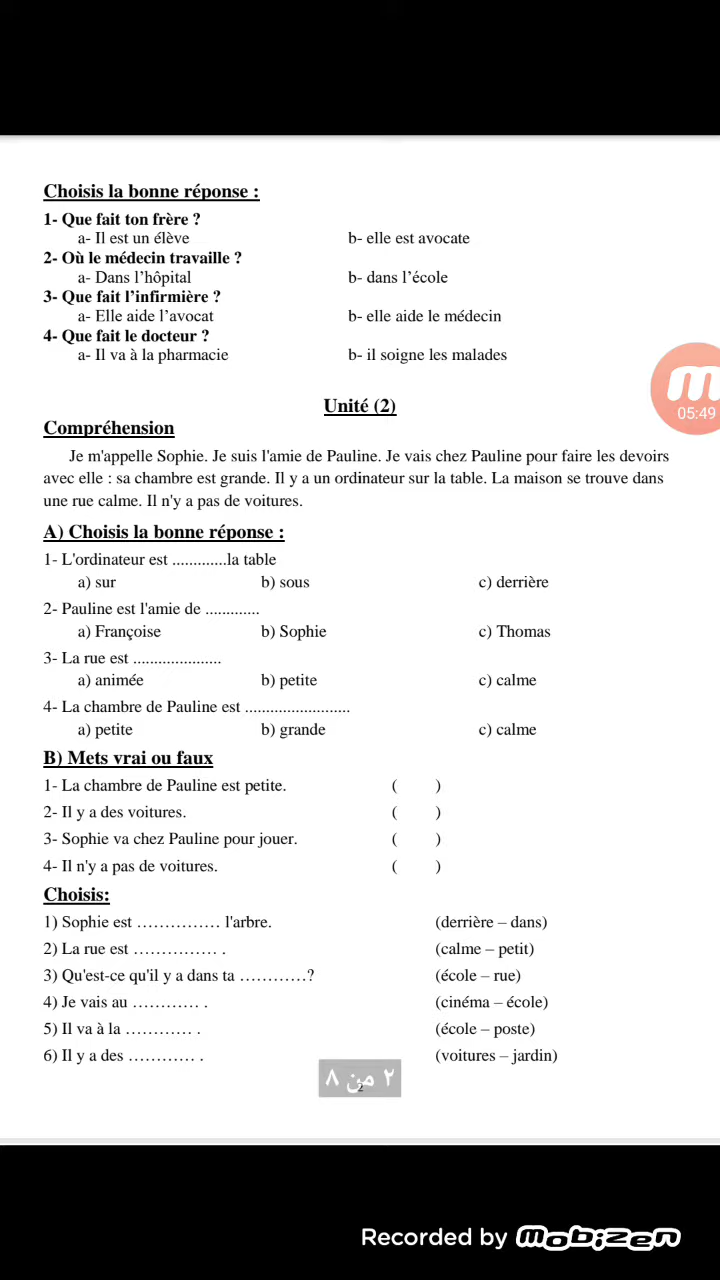 Choisis la bonne réponse :
1- Que fait ton frère ?
a- Il est un élève b- elle est avocate
2- Où le médecin travaille ?
a- Dans l'hôpital b- dans l'école
3- Que fait l'infirmière ?
a- Elle aide l'avocat b- elle aide le médecin
4- Que fait le docteur ?
a- Il va à la pharmacie b- il soigne les malades
05:49
Unité (2)
Compréhension
Je m'appelle Sophie. Je suis l'amie de Pauline. Je vais chez Pauline pour faire les devoirs
avec elle : sa chambre est grande. Il y a un ordinateur sur la table. La maison se trouve dans
une rue calme. Il n'y a pas de voitures.
A) Choisis la bonne réponse :
1- L'ordinateur est .............la table
a) sur b) sous c) derrière
2- Pauline est l'amie de .............
a) Françoise b) Sophie c) Thomas
3- La rue est .....................
a) animée b) petite c) calme
4- La chambre de Pauline est .........................
a) petite b) grande c) calme
B) Mets vrai ou faux
1- La chambre de Pauline est petite. ( )
2- Il y a des voitures. ( )
3- Sophie va chez Pauline pour jouer. ( )
4- Il n'y a pas de voitures. ( )
Choisis:
1) Sophie est …………… l'arbre. (derrière – dans)
2) La rue est …………… . (calme – petit)
3) Qu'est-ce qu'il y a dans ta …………? (école – rue)
4) Je vais au ………… . (cinéma – école)
5) Il va à la ………… . (école – poste)
6) Il y a des ………… . (voitures – jardin)
٢ من ٨
2
Recorded by mobizen